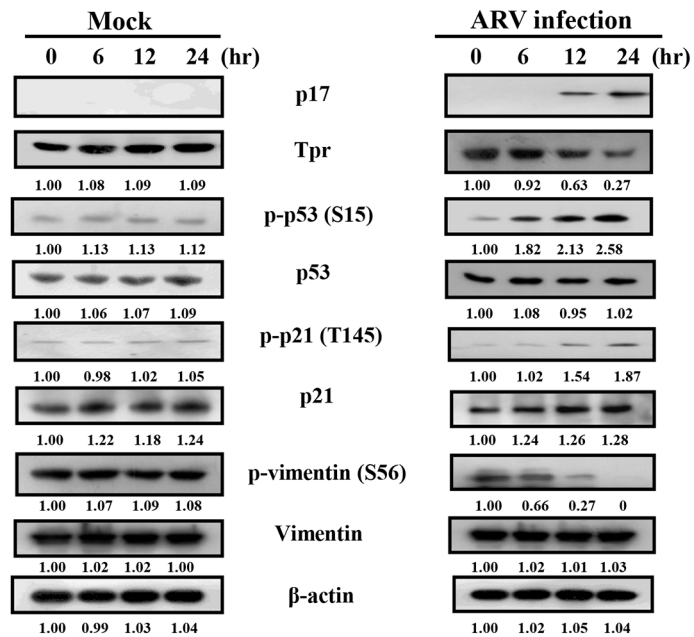 Mock
ARV infection
0 6 12 24 (hr)
0 6 12 24 (hr)
p17
Tpr
1.00 1.08 1.09 1.09
1.00 0.92 0.63 0.27
p-p53 (S15)
1.00 1.13 1.13 1.12
1.00 1.82 2.13 2.58
p53
1.00 1.06 1.07 1.09
1.00 1.08 0.95 1.02
p-p21 (T145)
1.00 0.98 1.02 1.05
1.00 1.02 1.54 1.87
p21
1.00 1.22 1.18 1.24
1.00 1.24 1.26 1.28
p-vimentin (S56)
1.00 1.07 1.09 1.08
1.00 0.66 0.27 0
Vimentin
1.00 1.02 1.02 1.00
1.00 1.02 1.01 1.03
β-actin
1.00 0.99 1.03 1.04
1.00 1.02 1.05 1.04